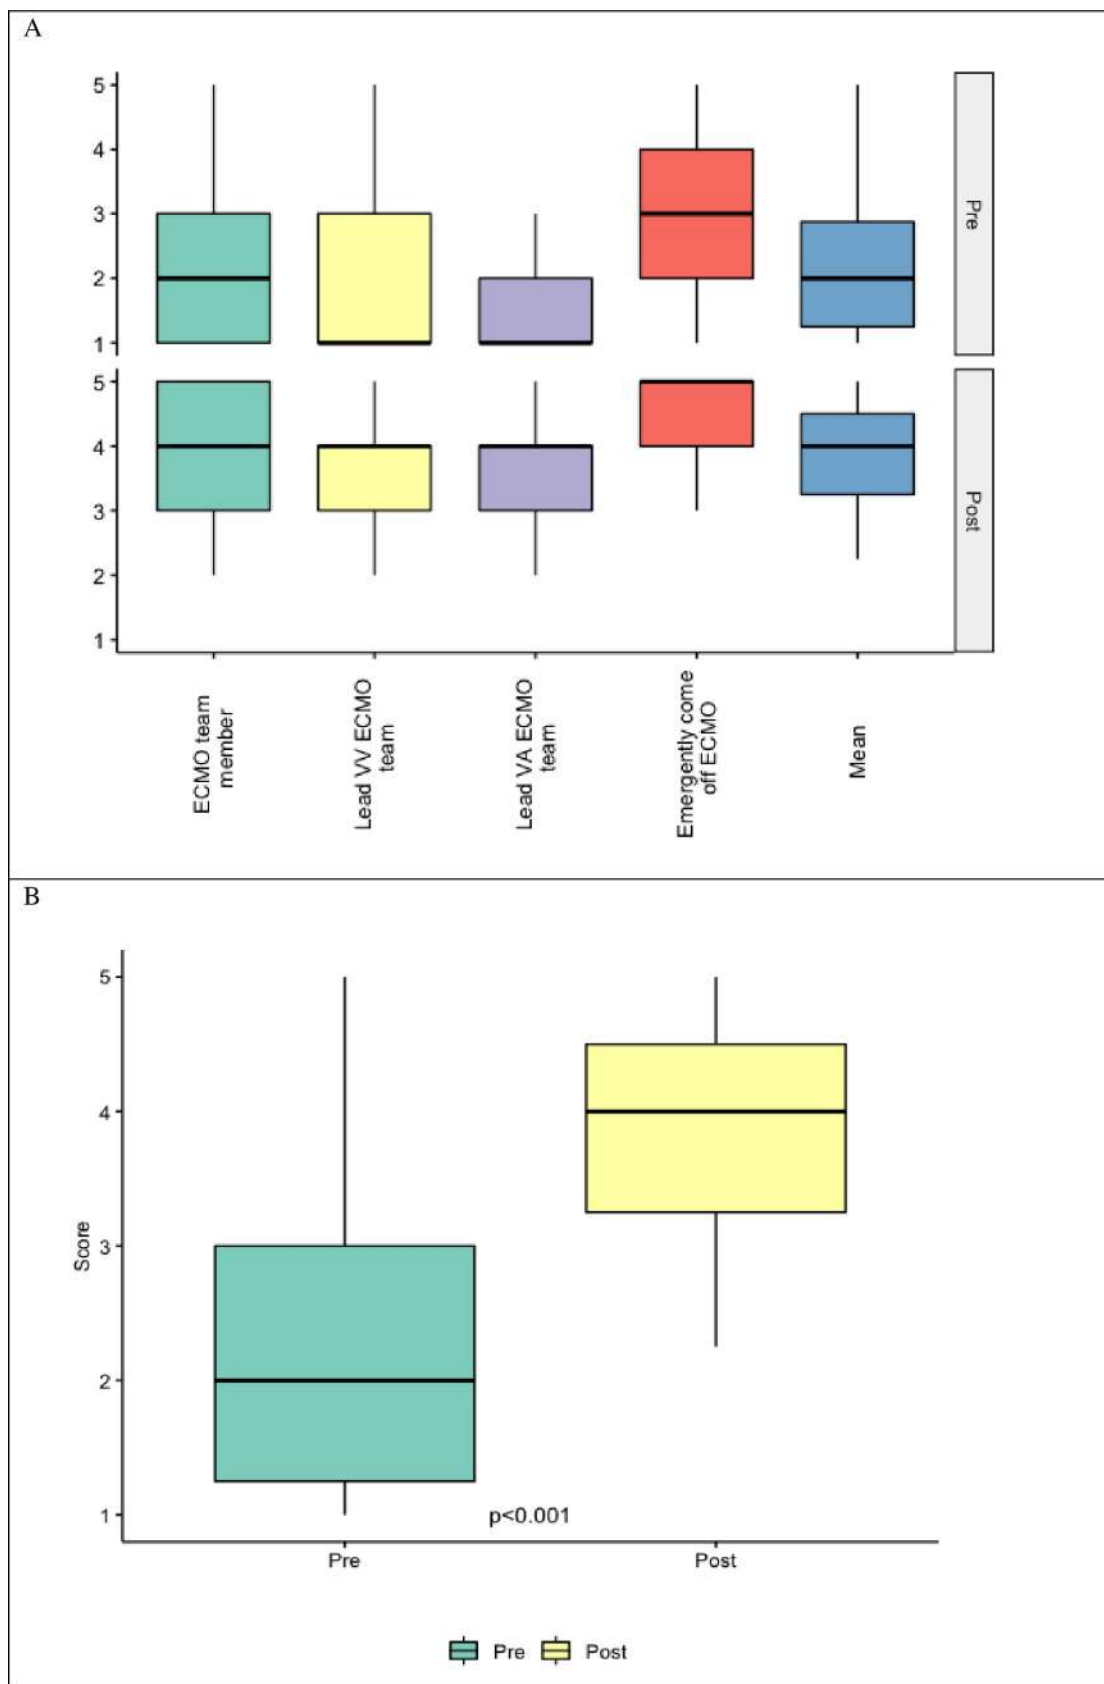 A
5
4
3
2
1
Pre
5
4
3
2
1
Post
ECMO team
member
Lead VV ECMO
team
Lead VA ECMO
team
Emergently come
off ECMO
Mean
B
5
4
3
2
1
Score
p<0.001
Pre
Post
Pre
Post